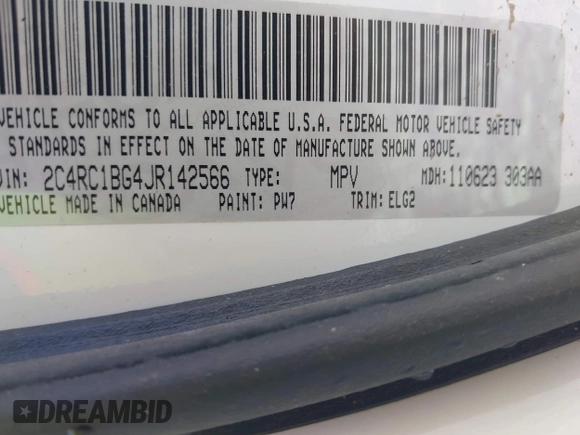 VEHICLE CONFORMS TO ALL APPLICABLE U.S.A. FEDERAL MOTOR VEHICLE SAFETY
STANDARDS IN EFFECT ON THE DATE OF MANUFACTURE SHOWN ABOVE.
VIN: 2C4RC1BG4JR142566 TYPE: MPV MDH: 110623 303AA
VEHICLE MADE IN CANADA PAINT: PW7 TRIM: ELG2
DREAMBID